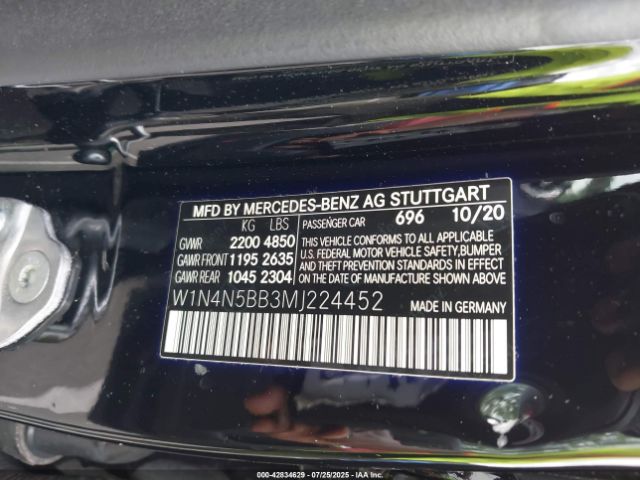 MFD BY MERCEDES-BENZ AG STUTTGART
KG LBS PASSENGER CAR 696 10/20
GVWR 2200 4850 THIS VEHICLE CONFORMS TO ALL APPLICABLE
GAWR FRONT 1195 2635 U.S. FEDERAL MOTOR VEHICLE SAFETY,BUMPER
GAWR REAR 1045 2304 AND THEFT PREVENTION STANDARDS IN EFFECT
ON THE DATE OF MANUFACTURE SHOWN ABOVE.
W1N4N5BB3MJ224452 MADE IN GERMANY
000-42834629 07/25/2025 IAA Inc.